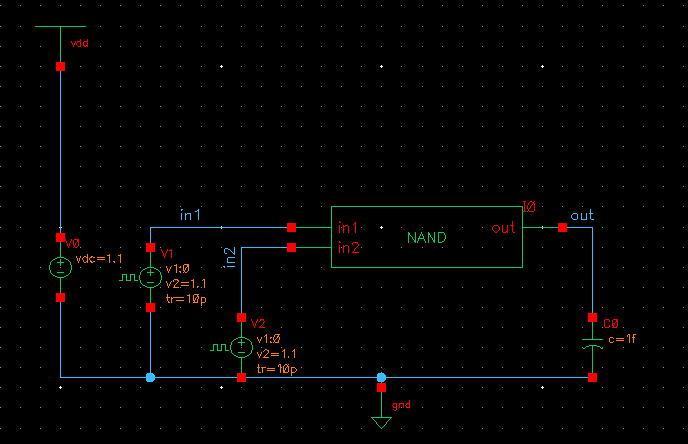 vdd
in1
I0
in1
NAND
out
out
in2
V0
vdc=1.1
V1
v1:0
v2=1.1
tr=10p
in2
V2
v1:0
v2=1.1
tr=10p
C0
c=1f
gnd